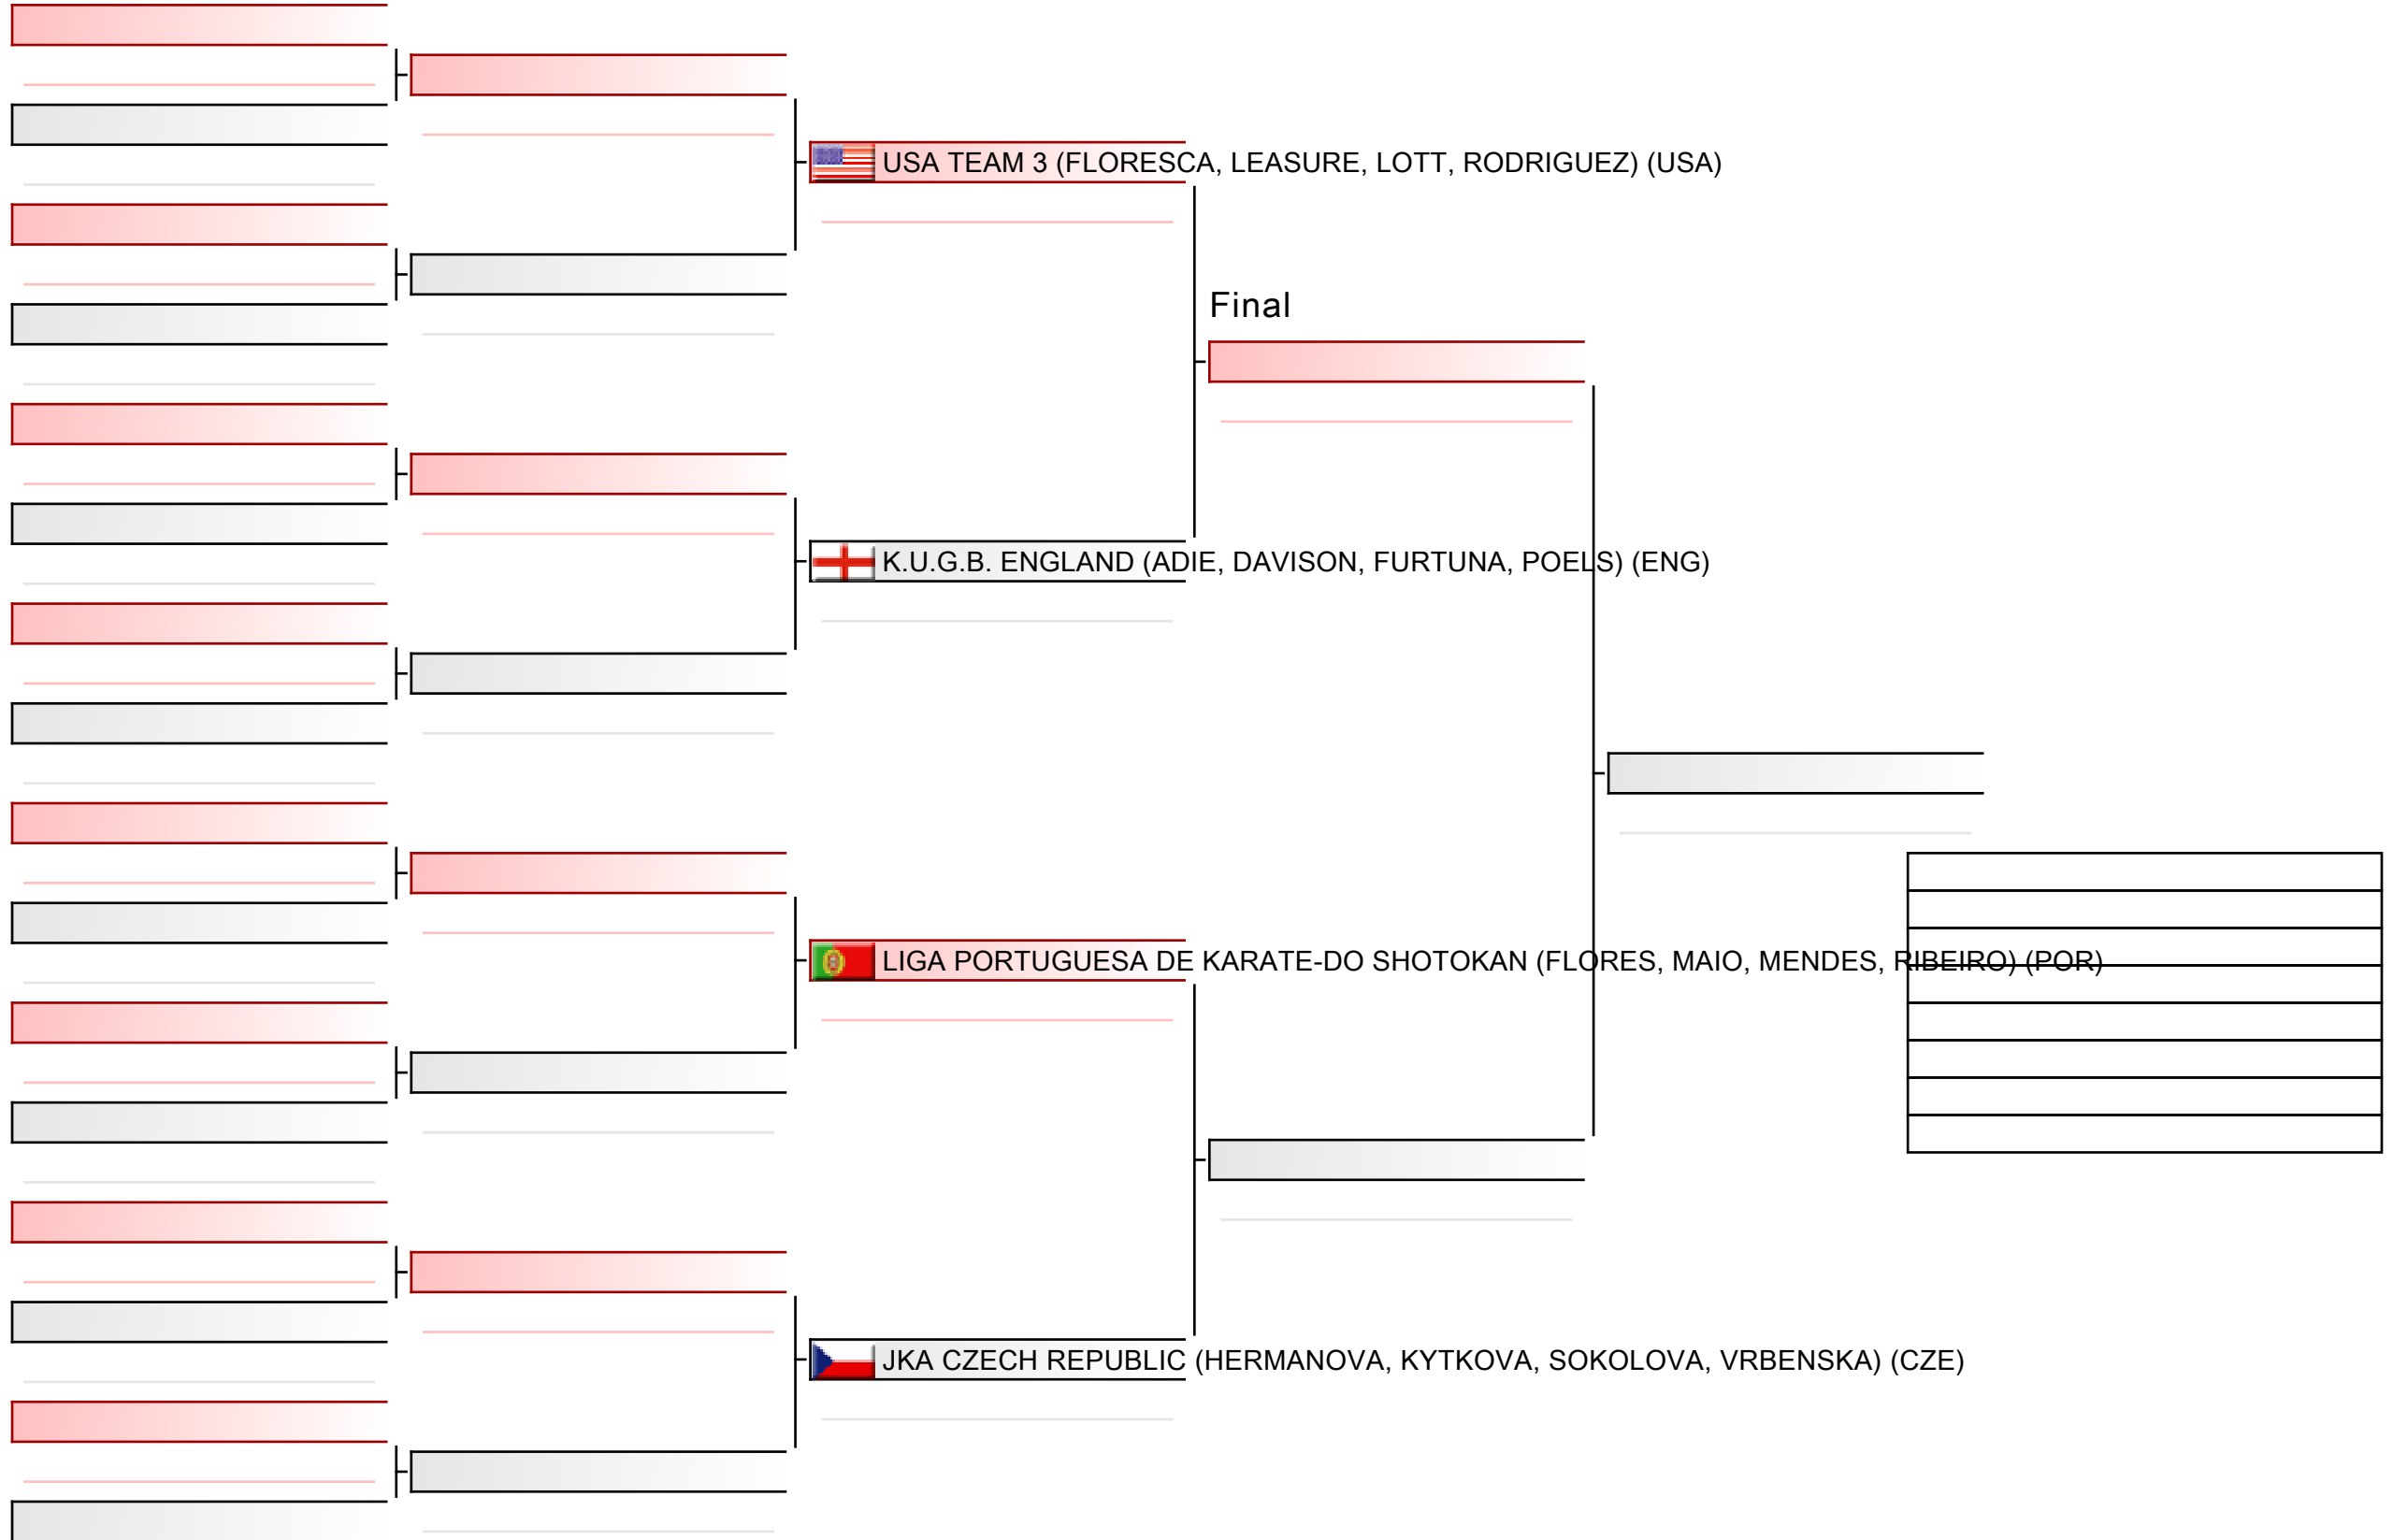 USA TEAM 3 (FLORESCA, LEASURE, LOTT, RODRIGUEZ) (USA)
Final
K.U.G.B. ENGLAND (ADIE, DAVISON, FURTUNA, POELS) (ENG)
LIGA PORTUGUESA DE KARATE-DO SHOTOKAN (FLORES, MAIO, MENDES, RIBEIRO) (POR)
JKA CZECH REPUBLIC (HERMANOVA, KYTKOVA, SOKOLOVA, VRBENSKA) (CZE)